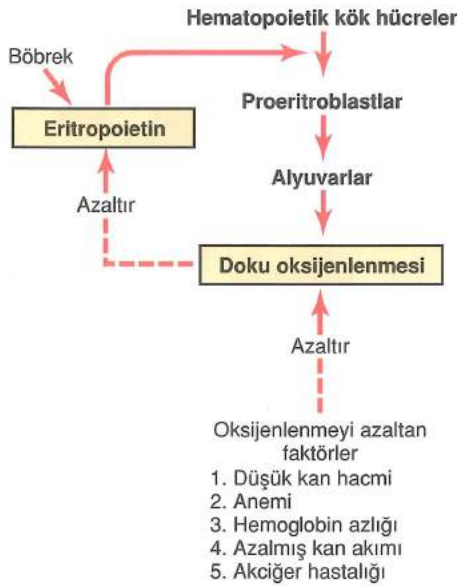 Hematopoietik kök hücreler
Böbrek
Proeritroblastlar
Eritropoietin
Alyuvarlar
Azaltır
Doku oksijenlenmesi
Azaltır
Oksijenlenmeyi azaltan
faktörler
1. Düşük kan hacmi
2. Anemi
3. Hemoglobin azlığı
4. Azalmış kan akımı
5. Akciğer hastalığı